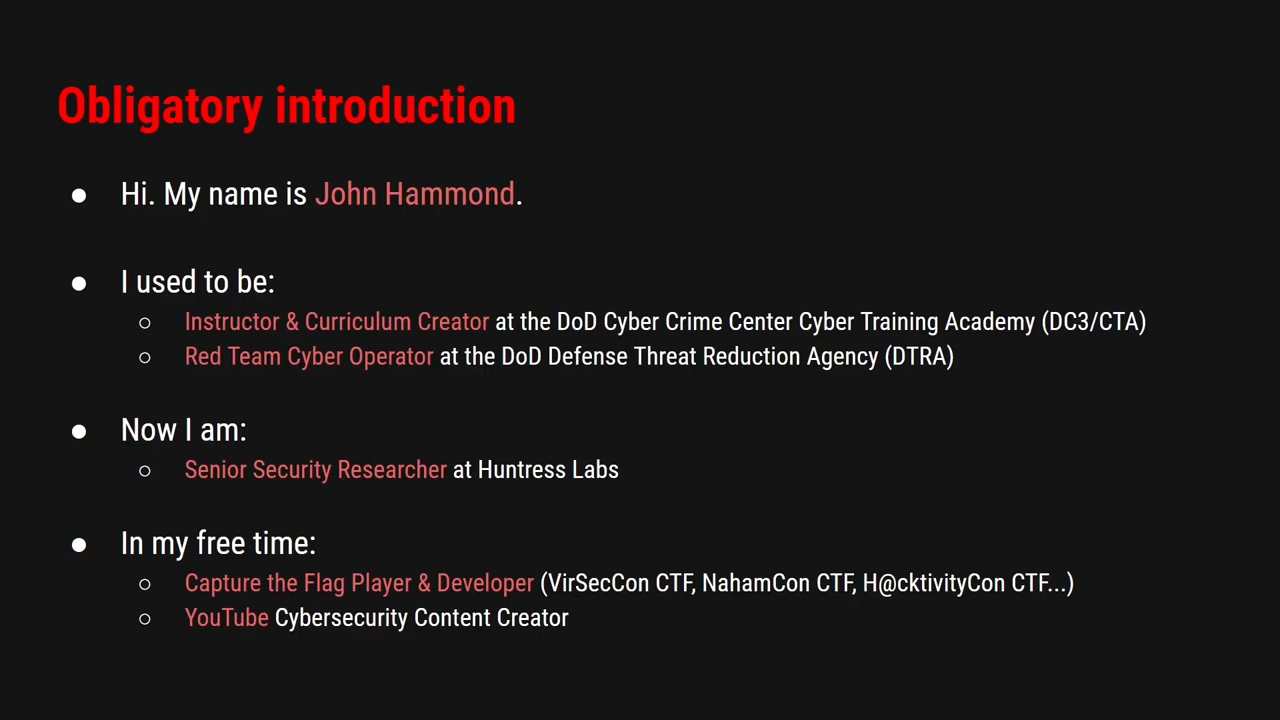 Obligatory introduction
● Hi. My name is John Hammond.
● I used to be:
○ Instructor & Curriculum Creator at the DoD Cyber Crime Center Cyber Training Academy (DC3/CTA)
○ Red Team Cyber Operator at the DoD Defense Threat Reduction Agency (DTRA)
● Now I am:
○ Senior Security Researcher at Huntress Labs
● In my free time:
○ Capture the Flag Player & Developer (VirSecCon CTF, NahamCon CTF, H@cktivityCon CTF...)
○ YouTube Cybersecurity Content Creator